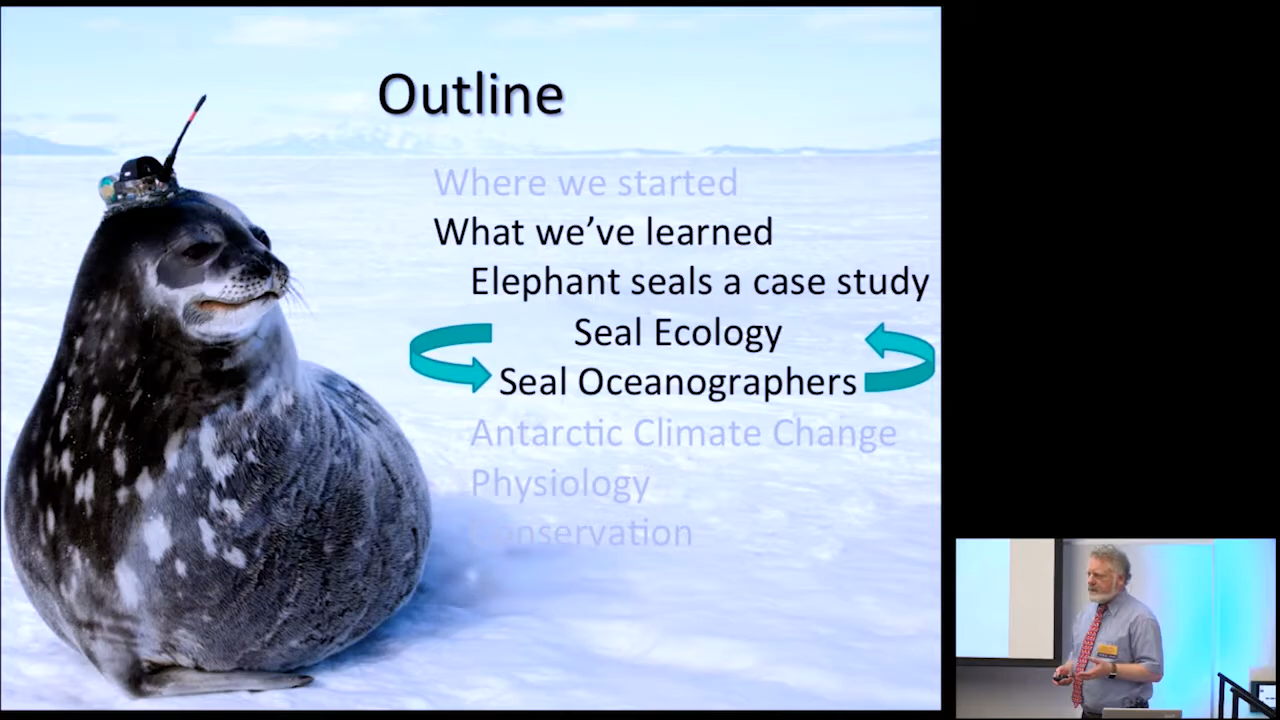 Outline
Where we started
What we've learned
Elephant seals a case study
Seal Ecology
Seal Oceanographers
Antarctic Climate Change
Physiology
Conservation